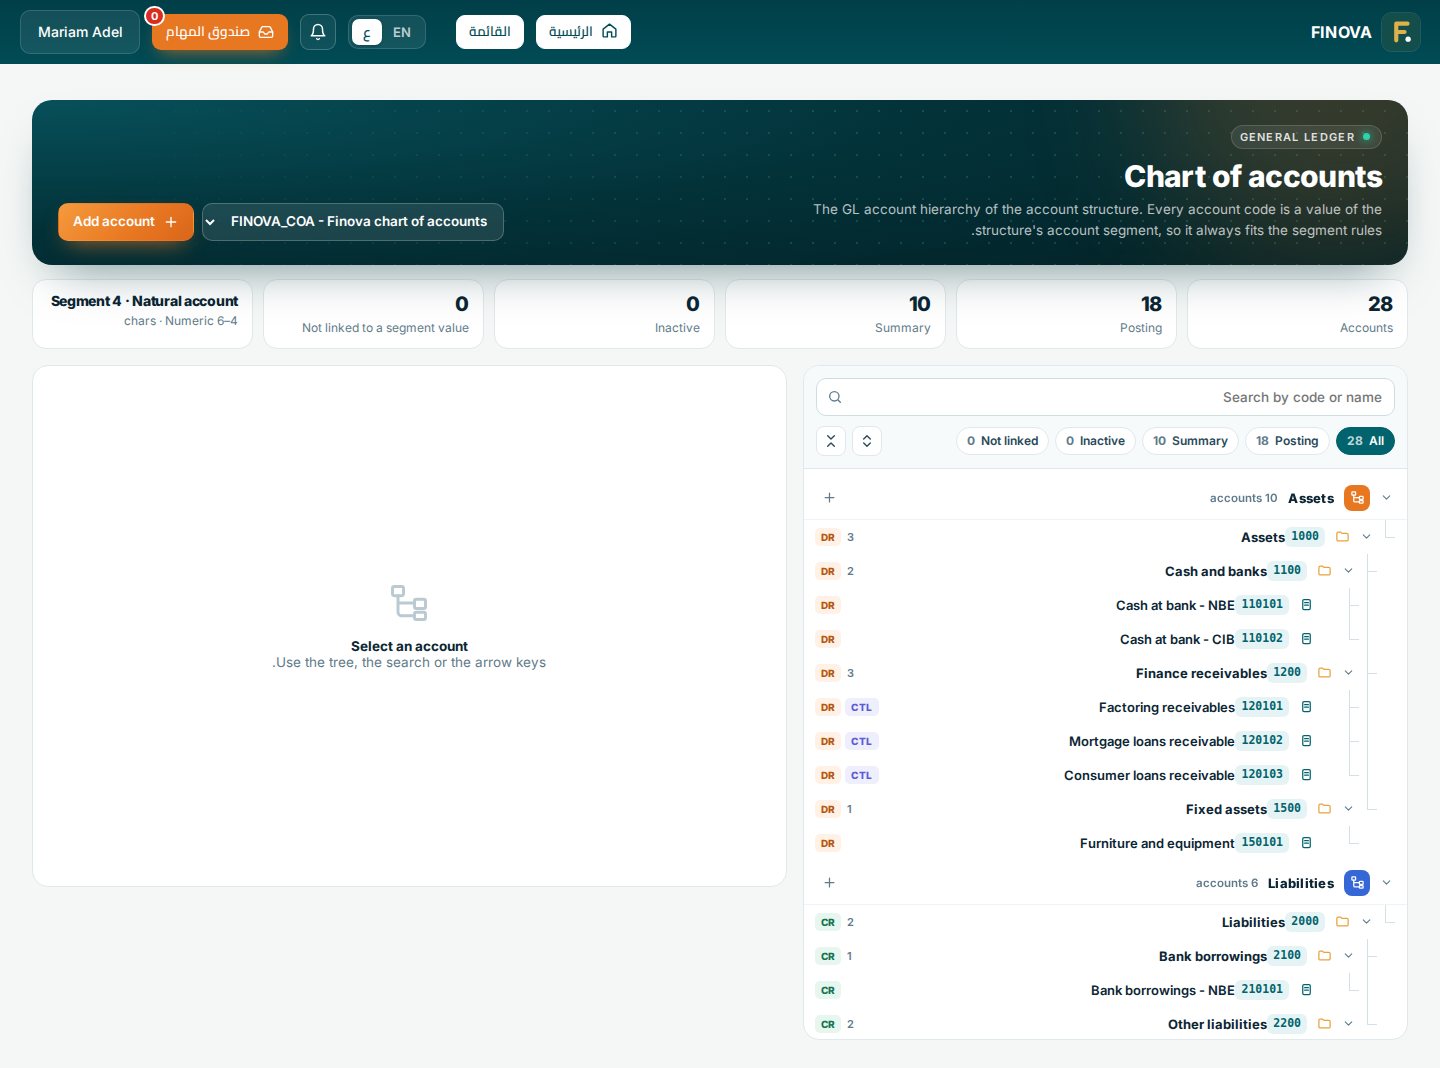 FINOVA
F.
الرئيسية
القائمة
EN
ع
صندوق المهام
0
Mariam Adel
GENERAL LEDGER
Chart of accounts
The GL account hierarchy of the account structure. Every account code is a value of the
.structure's account segment, so it always fits the segment rules
FINOVA_COA - Finova chart of accounts
Add account
28
Accounts
18
Posting
10
Summary
0
Inactive
0
Not linked to a segment value
Segment 4 · Natural account
chars · Numeric 6–4
Search by code or name
28 All
18 Posting
10 Summary
0 Inactive
0 Not linked
accounts 10 Assets
DR 3 Assets 1000
DR 2 Cash and banks 1100
DR Cash at bank - NBE 110101
DR Cash at bank - CIB 110102
DR 3 Finance receivables 1200
DR CTL Factoring receivables 120101
DR CTL Mortgage loans receivable 120102
DR CTL Consumer loans receivable 120103
DR 1 Fixed assets 1500
DR Furniture and equipment 150101
accounts 6 Liabilities
CR 2 Liabilities 2000
CR 1 Bank borrowings 2100
CR Bank borrowings - NBE 210101
CR 2 Other liabilities 2200
Select an account
.Use the tree, the search or the arrow keys